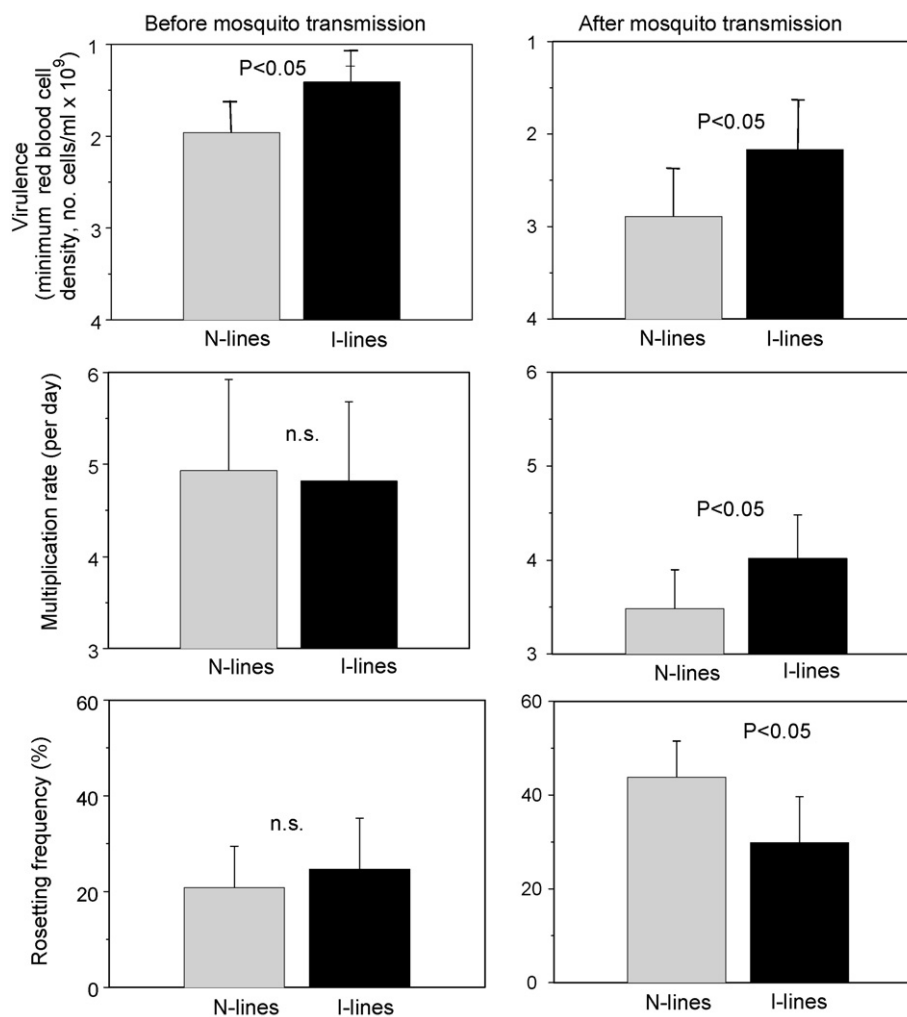 Before mosquito transmission
After mosquito transmission
Virulence
(minimum red blood cell
density, no. cells/ml x 10⁹)
1
2
3
4
P<0.05
N-lines
I-lines
1
2
3
4
P<0.05
N-lines
I-lines
Multiplication rate (per day)
6
5
4
3
n.s.
N-lines
I-lines
6
5
4
3
P<0.05
N-lines
I-lines
Rosetting frequency (%)
60
40
20
0
n.s.
N-lines
I-lines
60
40
20
0
P<0.05
N-lines
I-lines